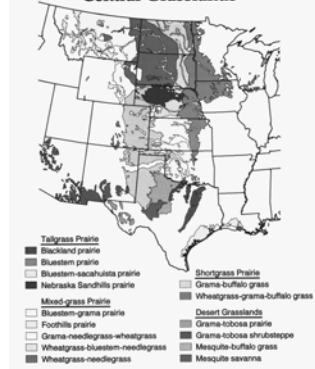 Tallgrass Prairie
Blackland prairie
Bluestem prairie
Bluestem-sacahuista prairie
Nebraska Sandhills prairie
Mixed-grass Prairie
Bluestem-grama prairie
Foothills prairie
Grama-needlegrass-wheatgrass
Wheatgrass-bluestem-needlegrass
Wheatgrass-needlegrass
Shortgrass Prairie
Grama-buffalo grass
Wheatgrass-grama-buffalo grass
Desert Grasslands
Grama-tobosa prairie
Grama-tobosa shrubsteppe
Mesquite-buffalo grass
Mesquite savanna